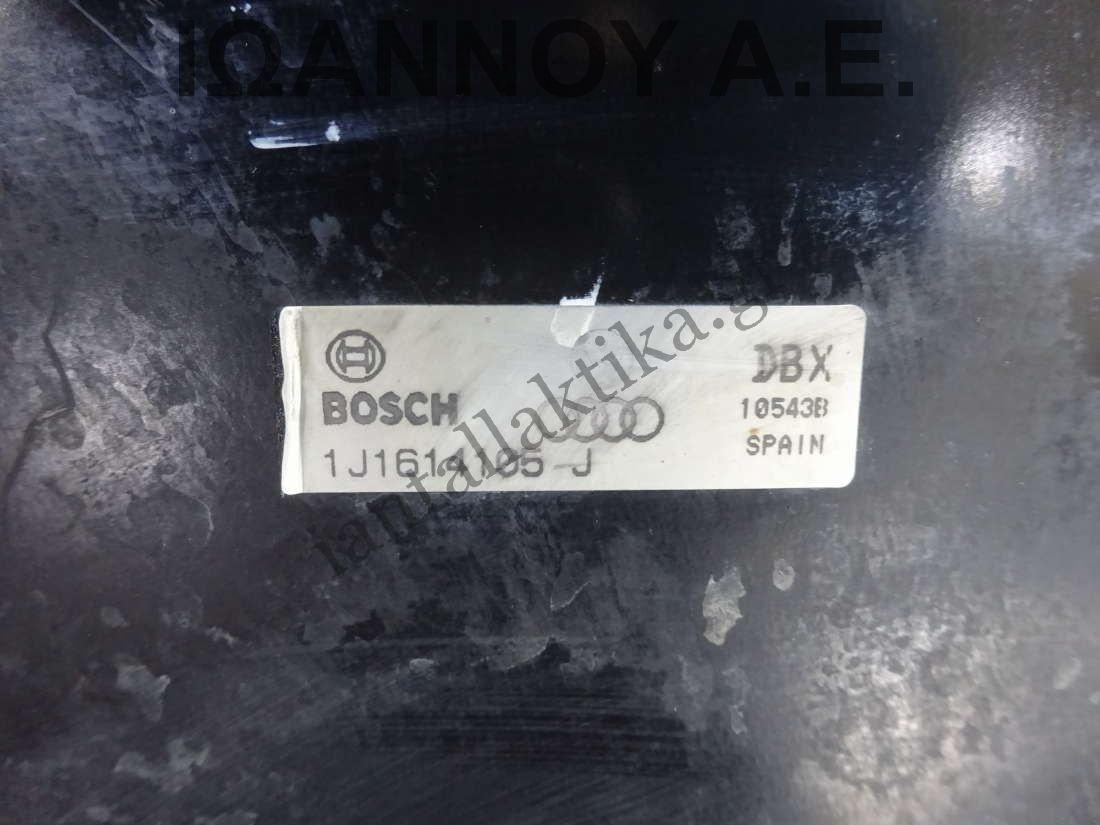 ΙΩΑΝΝΟΥ Α.Ε.
BOSCH
1J1614105 J
DBX
10543B
SPAIN
iantallaktika.g